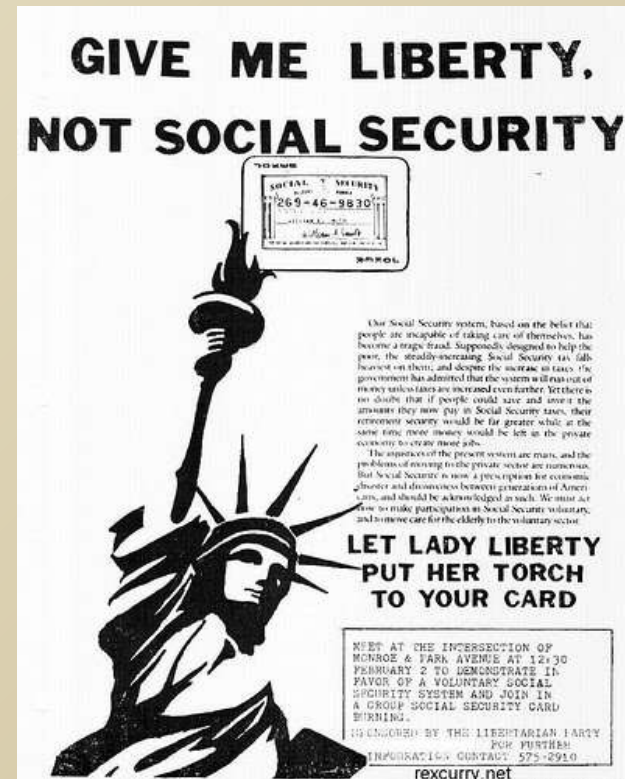 GIVE ME LIBERTY,
NOT SOCIAL SECURITY
SOCIAL SECURITY
269-46-9830
Our Social Security system, based on the belief that
people are incapable of taking care of themselves, has
become a tragic fraud. Supposedly designed to help the
poor, the steadily-increasing Social Security tax falls
heaviest on them; and despite the increase in taxes, the
government has admitted that the system will run out of
money unless taxes are increased even further. Yet there is
no doubt that if people could save and invest the
amounts they now pay in Social Security taxes, their
retirement security would be far greater while at the
same time more money would be left in the private
economy to create more jobs.
The injustices of the present system are many, and the
problems of moving to the private sector are numerous.
But Social Security is now a prescription for economic
disaster and divisiveness between generations of Ameri-
cans, and should be acknowledged as such. We must act
now to make participation in Social Security voluntary,
and to move care for the elderly to the voluntary sector.
LET LADY LIBERTY
PUT HER TORCH
TO YOUR CARD
MEET AT THE INTERSECTION OF
MONROE & PARK AVENUE AT 12:30
FEBRUARY 2 TO DEMONSTRATE IN
FAVOR OF A VOLUNTARY SOCIAL
SECURITY SYSTEM AND JOIN IN
A GROUP SOCIAL SECURITY CARD
BURNING.
SPONSORED BY THE LIBERTARIAN PARTY
FOR FURTHER
INFORMATION CONTACT 575-2910
rexcurry.net